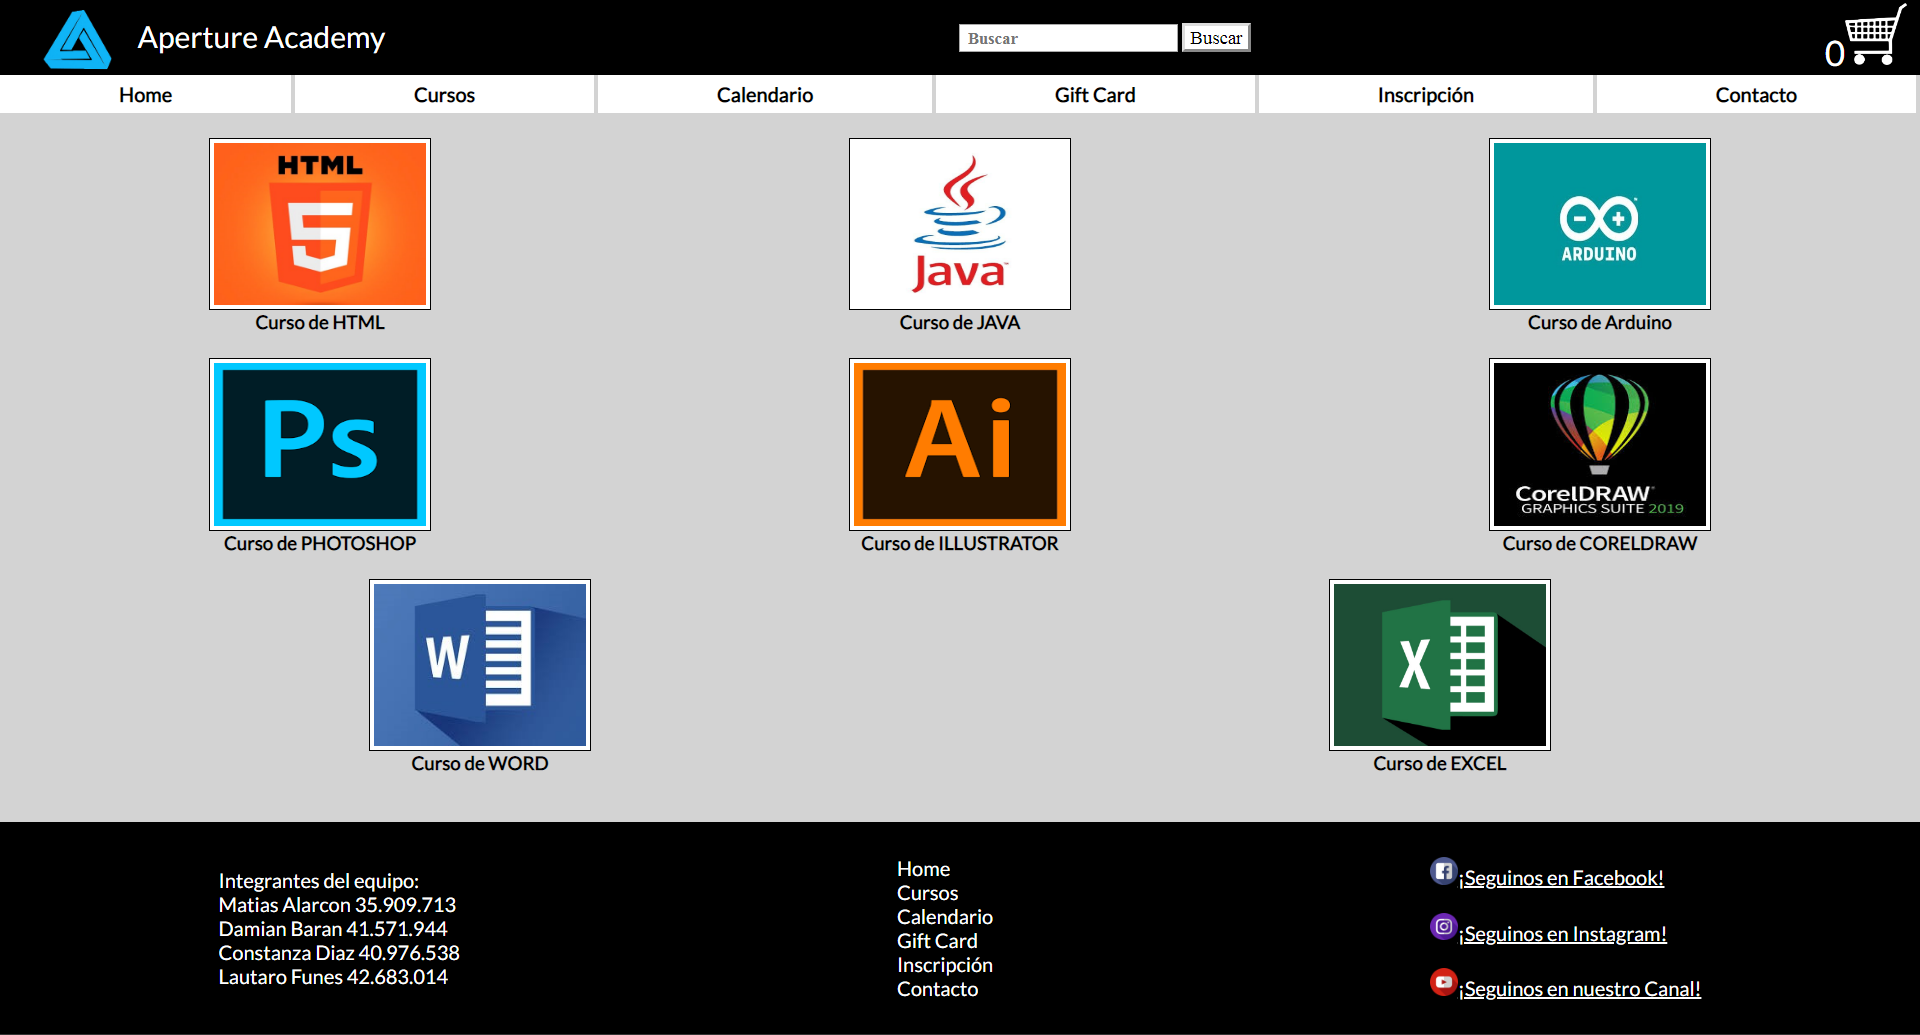 Aperture Academy
Buscar
Buscar
0
Home
Cursos
Calendario
Gift Card
Inscripción
Contacto
HTML
5
Java™
ARDUINO
Curso de HTML
Curso de JAVA
Curso de Arduino
Ps
Ai
CorelDRAW®
GRAPHICS SUITE 2019
Curso de PHOTOSHOP
Curso de ILLUSTRATOR
Curso de CORELDRAW
W
X
Curso de WORD
Curso de EXCEL
Integrantes del equipo:
Matias Alarcon 35.909.713
Damian Baran 41.571.944
Constanza Diaz 40.976.538
Lautaro Funes 42.683.014
Home
Cursos
Calendario
Gift Card
Inscripción
Contacto
¡Seguinos en Facebook!
¡Seguinos en Instagram!
¡Seguinos en nuestro Canal!